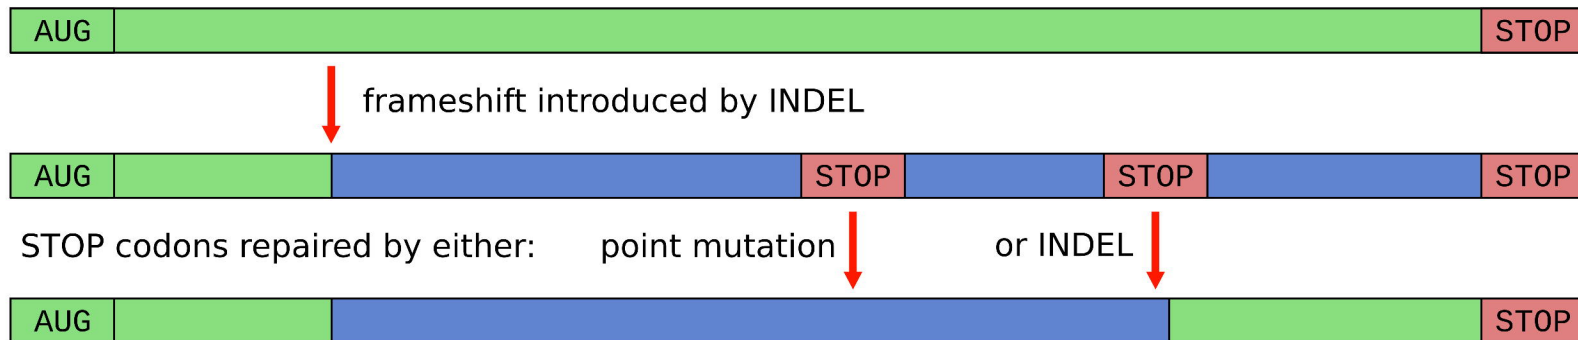 AUG STOP
frameshift introduced by INDEL
AUG STOP STOP STOP
STOP codons repaired by either: point mutation or INDEL
AUG STOP